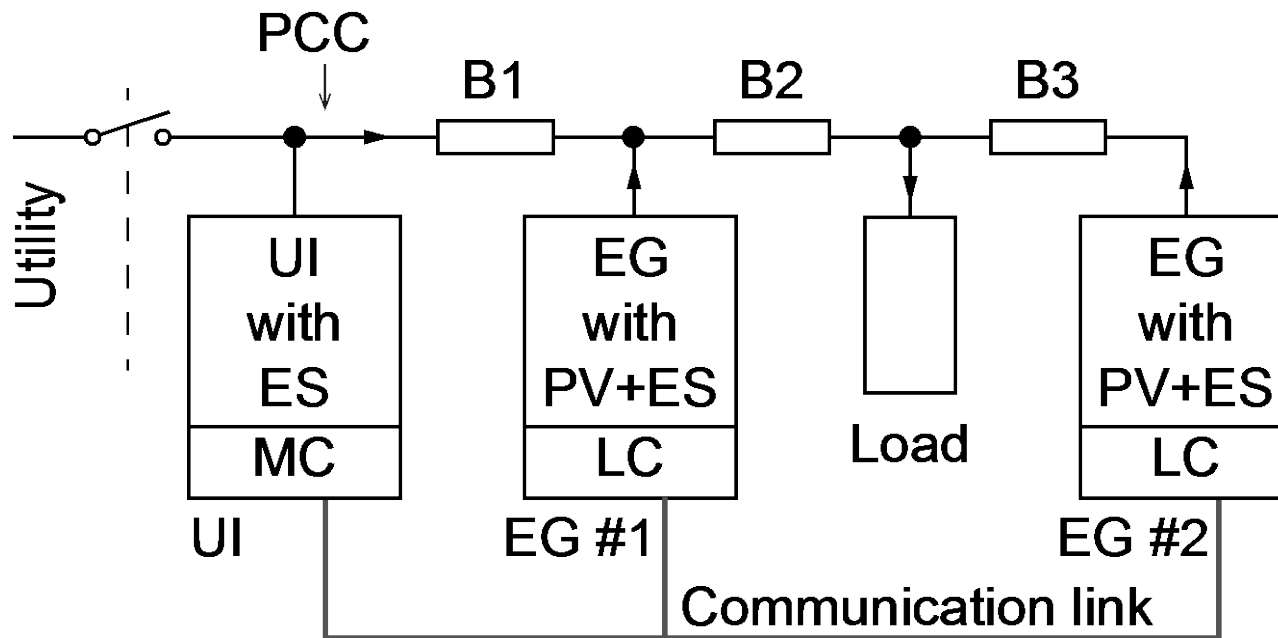 PCC
B1
B2
B3
Utility
UI
with
ES
MC
UI
EG
with
PV+ES
LC
EG #1
Load
EG
with
PV+ES
LC
EG #2
Communication link